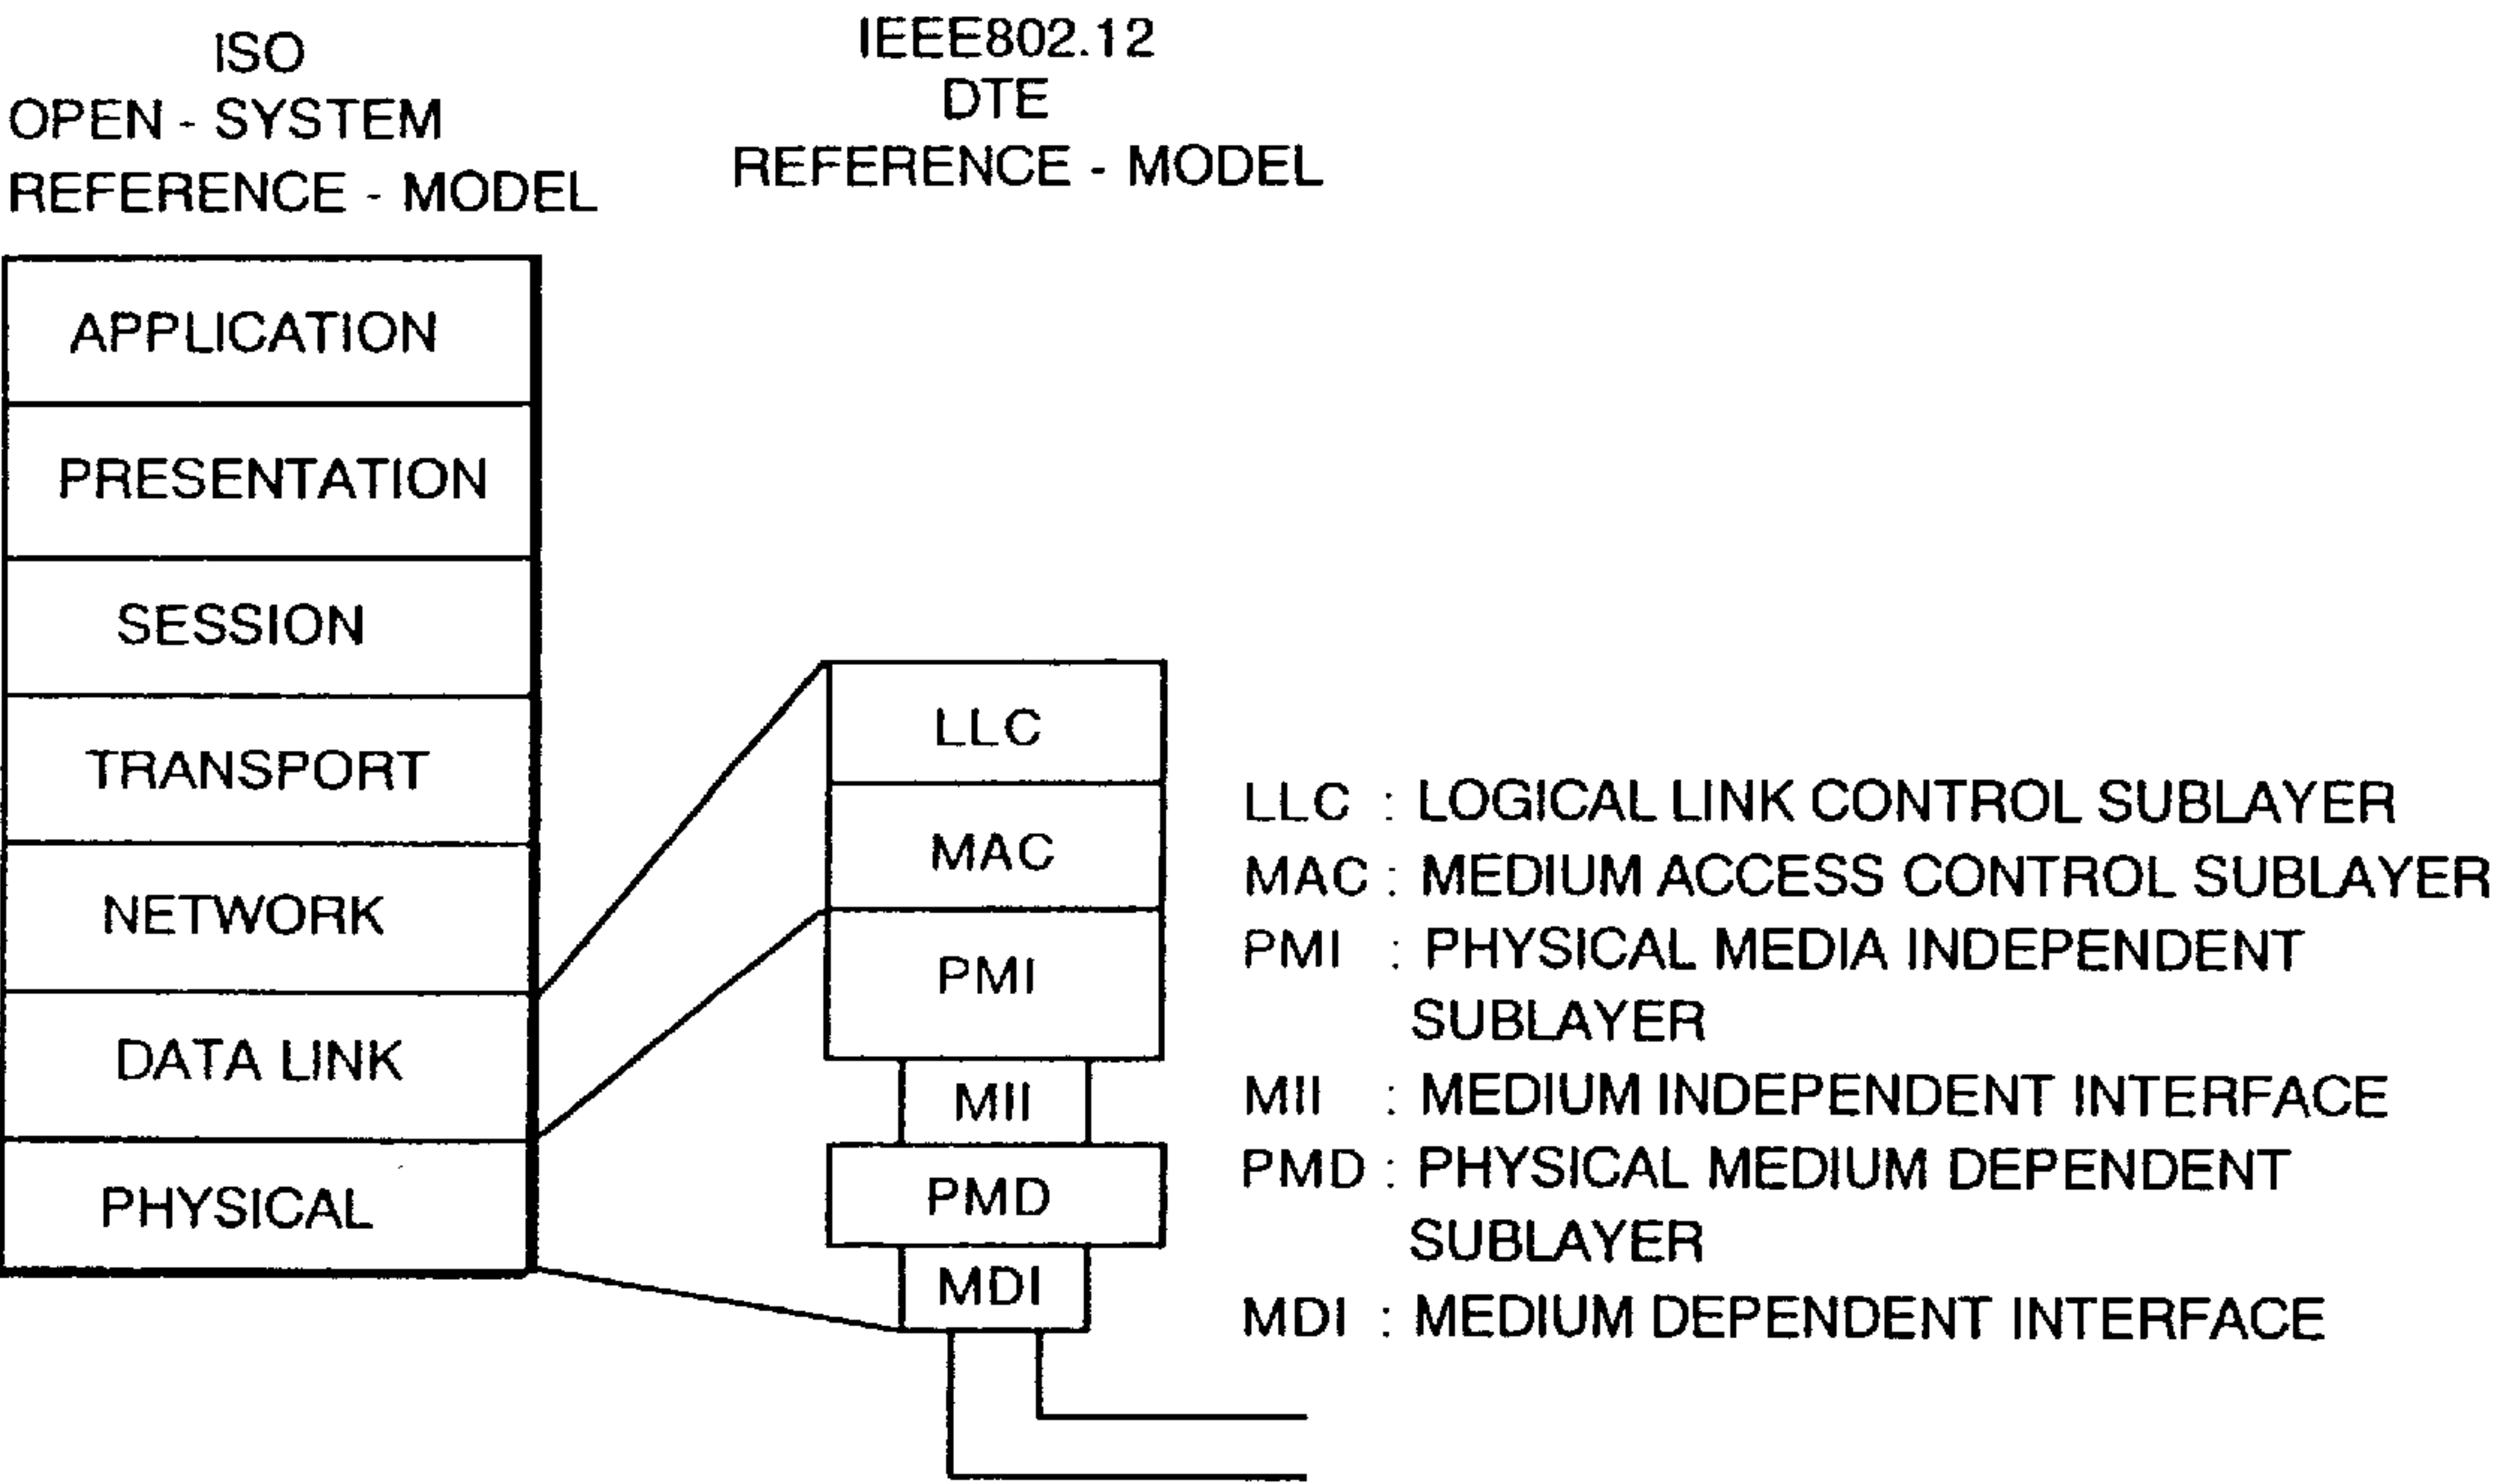 ISO
OPEN - SYSTEM
REFERENCE - MODEL
IEEE802.12
DTE
REFERENCE - MODEL
APPLICATION
PRESENTATION
SESSION
TRANSPORT
NETWORK
DATA LINK
PHYSICAL
LLC
MAC
PMI
MII
PMD
MDI
LLC : LOGICAL LINK CONTROL SUBLAYER
MAC : MEDIUM ACCESS CONTROL SUBLAYER
PMI : PHYSICAL MEDIA INDEPENDENT
SUBLAYER
MII : MEDIUM INDEPENDENT INTERFACE
PMD : PHYSICAL MEDIUM DEPENDENT
SUBLAYER
MDI : MEDIUM DEPENDENT INTERFACE